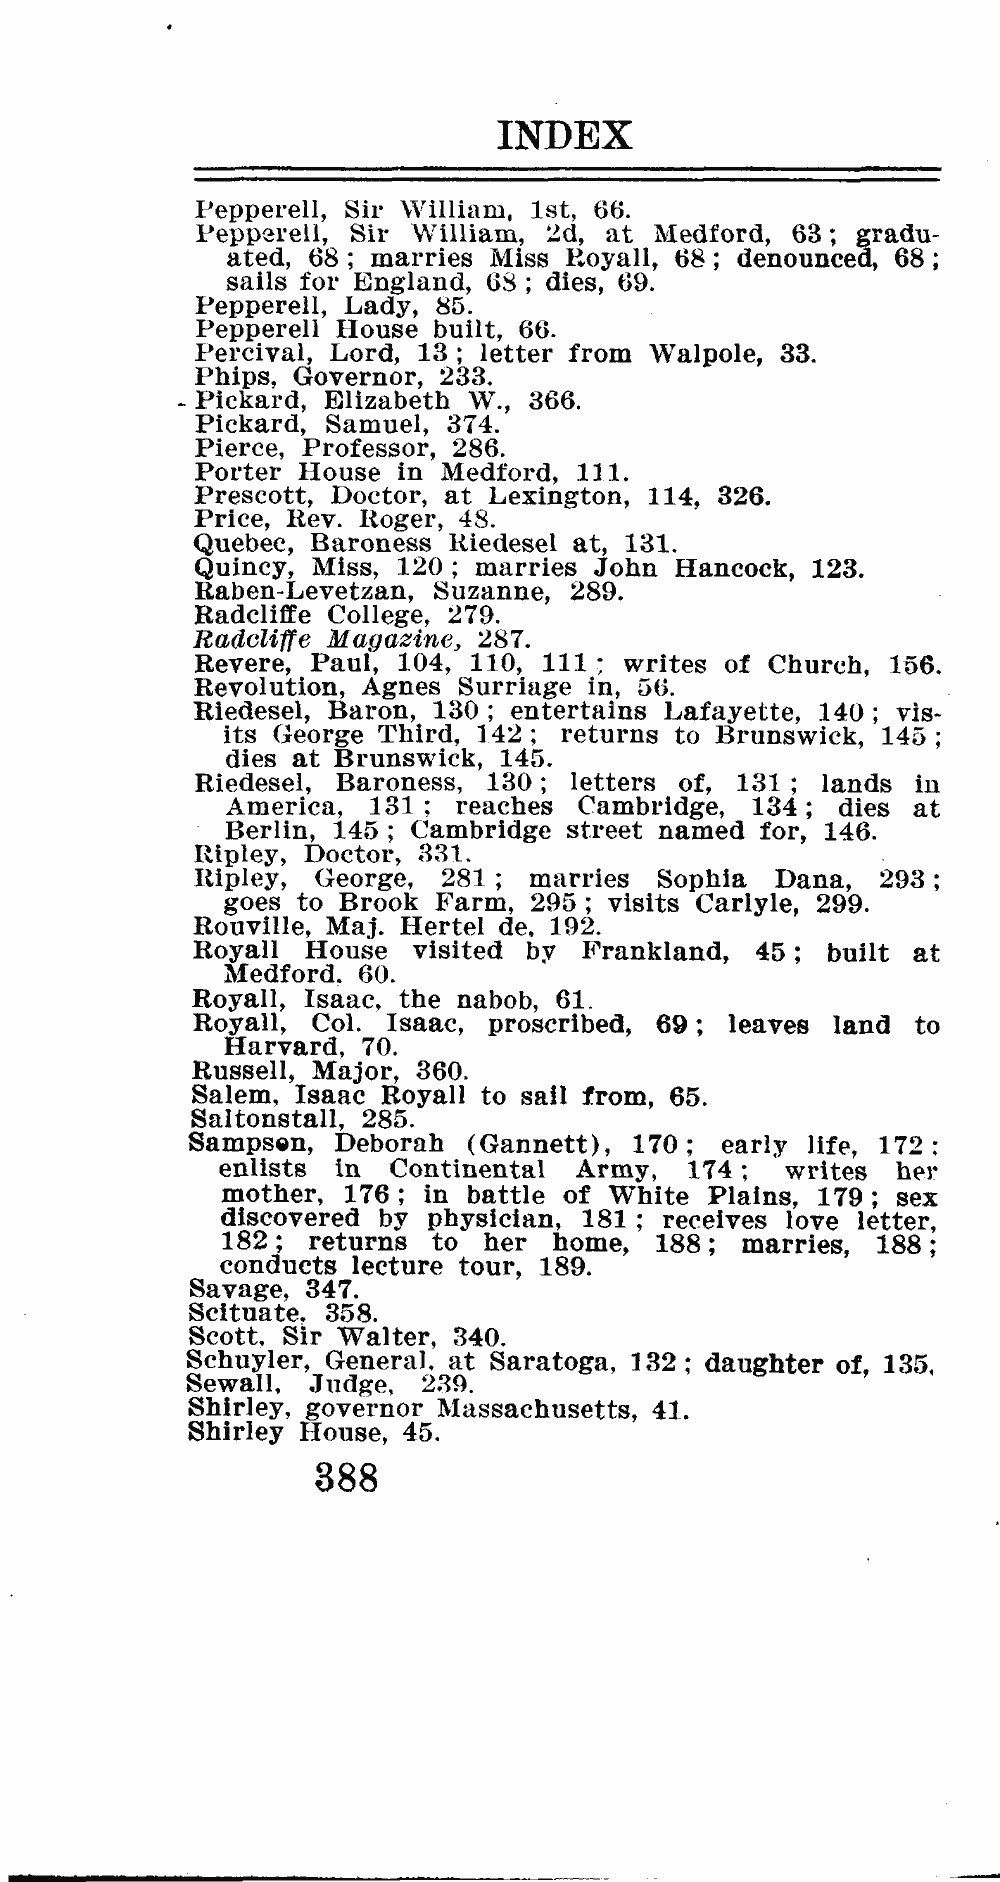 INDEX
Pepperell, Sir William, 1st, 66.
Pepperell, Sir William, 2d, at Medford, 63; gradu-
ated, 68; marries Miss Royall, 68; denounced, 68;
sails for England, 68; dies, 69.
Pepperell, Lady, 85.
Pepperell House built, 66.
Percival, Lord, 13; letter from Walpole, 33.
Phips, Governor, 233.
Pickard, Elizabeth W., 366.
Pickard, Samuel, 374.
Pierce, Professor, 286.
Porter House in Medford, 111.
Prescott, Doctor, at Lexington, 114, 326.
Price, Rev. Roger, 48.
Quebec, Baroness Riedesel at, 131.
Quincy, Miss, 120; marries John Hancock, 123.
Raben-Levetzan, Suzanne, 289.
Radcliffe College, 279.
Radcliffe Magazine, 287.
Revere, Paul, 104, 110, 111; writes of Church, 156.
Revolution, Agnes Surriage in, 56.
Riedesel, Baron, 130; entertains Lafayette, 140; vis-
its George Third, 142; returns to Brunswick, 145;
dies at Brunswick, 145.
Riedesel, Baroness, 130; letters of, 131; lands in
America, 131; reaches Cambridge, 134; dies at
Berlin, 145; Cambridge street named for, 146.
Ripley, Doctor, 331.
Ripley, George, 281; marries Sophia Dana, 293;
goes to Brook Farm, 295; visits Carlyle, 299.
Rouville, Maj. Hertel de, 192.
Royall House visited by Frankland, 45; built at
Medford, 60.
Royall, Isaac, the nabob, 61.
Royall, Col. Isaac, proscribed, 69; leaves land to
Harvard, 70.
Russell, Major, 360.
Salem, Isaac Royall to sail from, 65.
Saltonstall, 285.
Sampson, Deborah (Gannett), 170; early life, 172;
enlists in Continental Army, 174; writes her
mother, 176; in battle of White Plains, 179; sex
discovered by physician, 181; receives love letter,
182; returns to her home, 188; marries, 188;
conducts lecture tour, 189.
Savage, 347.
Scituate, 358.
Scott, Sir Walter, 340.
Schuyler, General, at Saratoga, 132; daughter of, 135.
Sewall, Judge, 239.
Shirley, governor Massachusetts, 41.
Shirley House, 45.
388